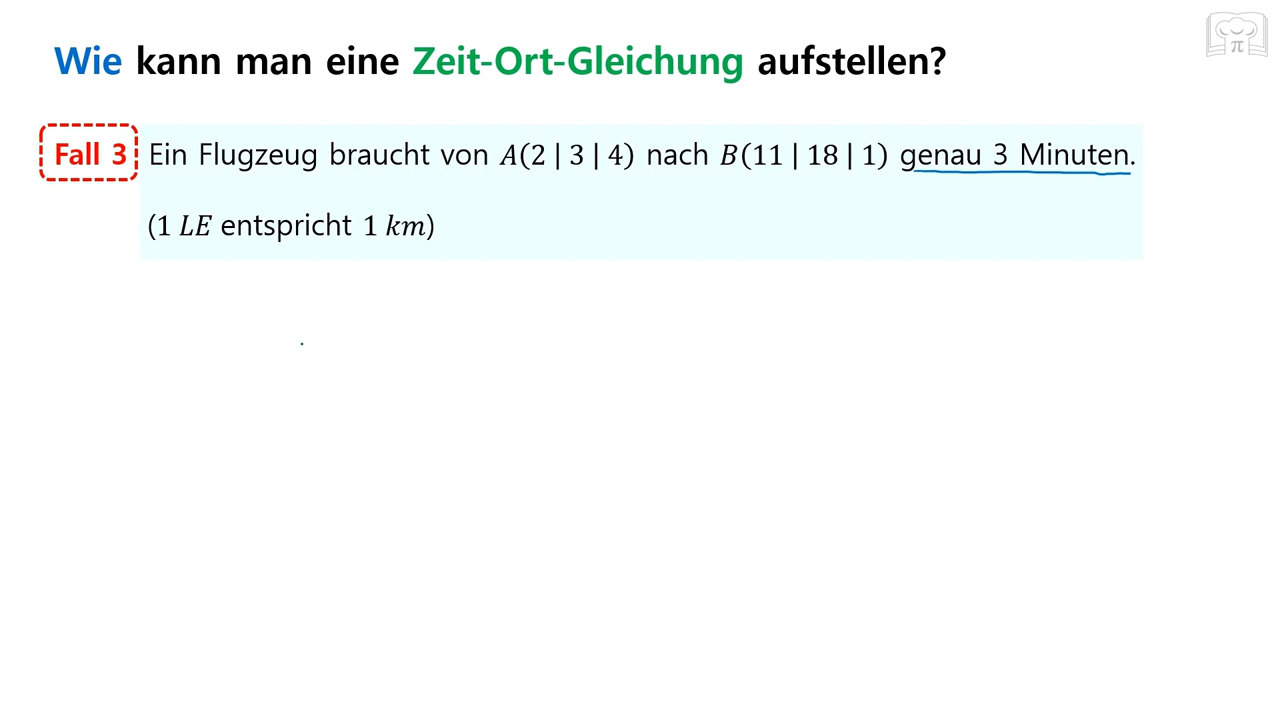 Wie kann man eine Zeit-Ort-Gleichung aufstellen?
Fall 3 Ein Flugzeug braucht von A(2 | 3 | 4) nach B(11 | 18 | 1) genau 3 Minuten.
(1 LE entspricht 1 km)
π